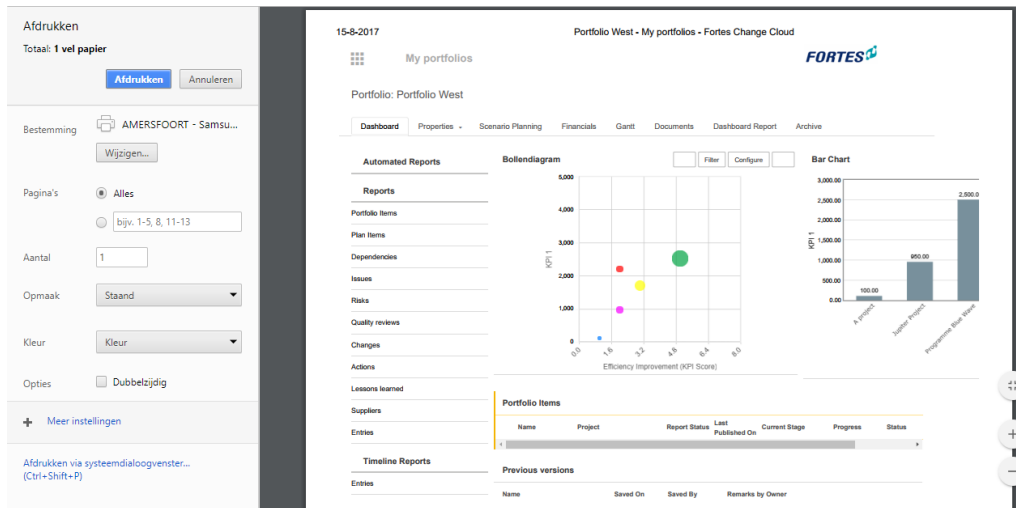 Afdrukken
Totaal: 1 vel papier
Afdrukken
Annuleren
Bestemming
AMERSFOORT - Samsu...
Wijzigen...
Pagina's
Alles
bijv. 1-5, 8, 11-13
Aantal
1
Opmaak
Staand
Kleur
Kleur
Opties
Dubbelzijdig
Meer instellingen
Afdrukken via systeemdialoogvenster...
(Ctrl+Shift+P)
15-8-2017
Portfolio West - My portfolios - Fortes Change Cloud
My portfolios
FORTES
Portfolio: Portfolio West
Dashboard
Properties
Scenario Planning
Financials
Gantt
Documents
Dashboard Report
Archive
Automated Reports
Reports
Portfolio Items
Plan Items
Dependencies
Issues
Risks
Quality reviews
Changes
Actions
Lessons learned
Suppliers
Entries
Timeline Reports
Entries
Bollendiagram
Filter
Configure
5,000
4,000
3,000
2,000
1,000
0
KPI 1
0.0
1.6
3.2
4.8
6.4
8.0
Efficiency Improvement (KPI Score)
Bar Chart
3,000.00
2,500.00
2,000.00
1,500.00
1,000.00
500.00
0.00
KPI 1
100.00
950.00
2,500.0
A project
Jupiter Project
Programme Blue Wave
Portfolio Items
Name
Project
Report Status
Last
Published On
Current Stage
Progress
Status
Previous versions
Name
Saved On
Saved By
Remarks by Owner